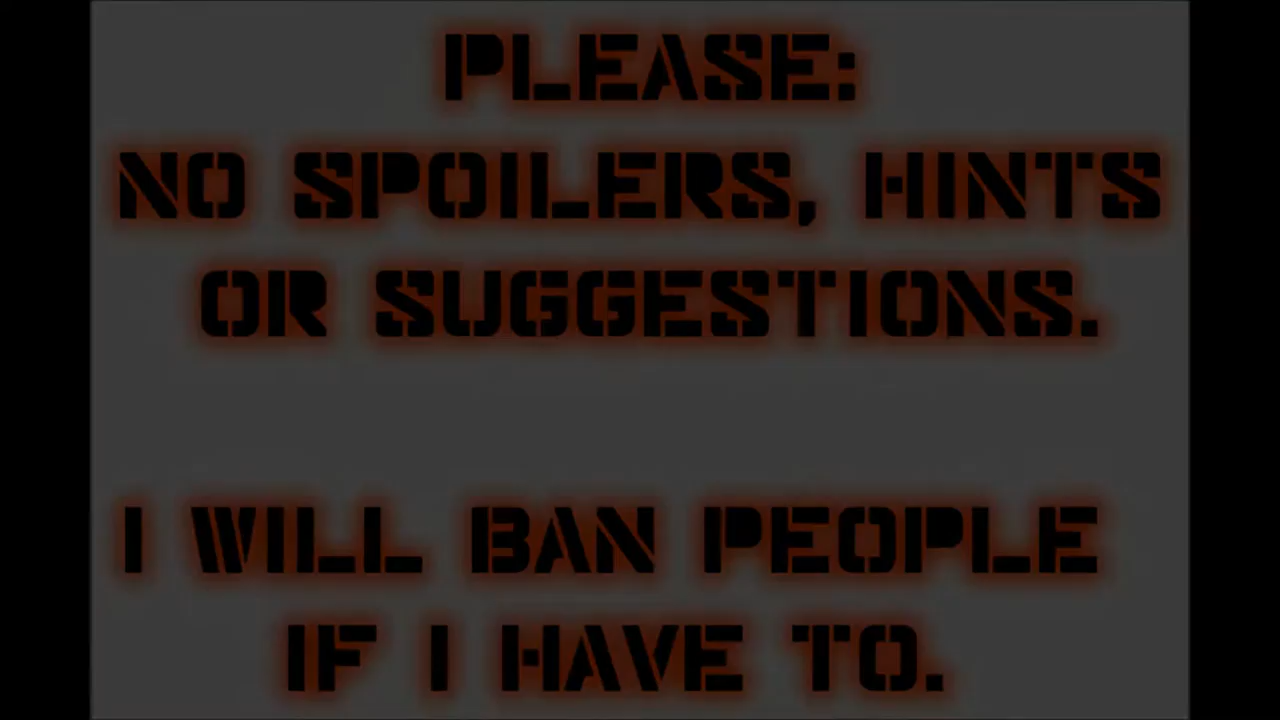 PLEASE:
NO SPOILERS, HINTS
OR SUGGESTIONS.
I WILL BAN PEOPLE
IF I HAVE TO.